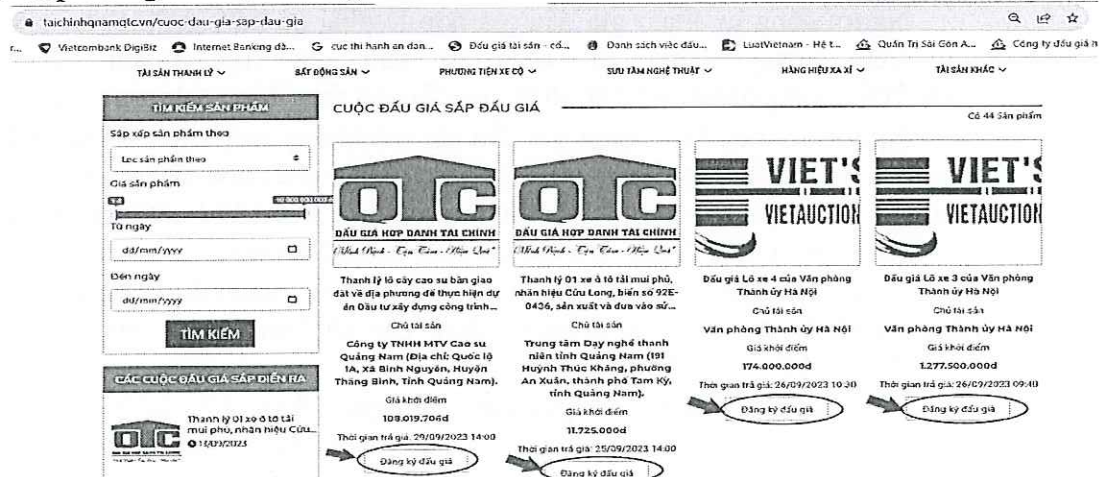 taichinhqnamqtc.vn/cuoc-dau-gia-sap-dau-gia
r... Vietcombank DigiBiz Internet Banking dà... cuc thi hanh an dan... Đấu giá tài sản - cổ... Danh sách việc đấu... LuatVietnam - Hệ t... Quản Trị Sài Gòn A... Công ty đấu giá h
TÀI SẢN THANH LÝ BẤT ĐỘNG SẢN PHƯƠNG TIỆN XE CỘ SƯU TẦM NGHỆ THUẬT HÀNG HIỆU XA XỈ TÀI SẢN KHÁC
TÌM KIẾM SẢN PHẨM
Sắp xếp sản phẩm theo
Lọc sản phẩm theo
Giá sản phẩm
Từ ngày
dd/mm/yyyy
Đến ngày
dd/mm/yyyy
TÌM KIẾM
CÁC CUỘC ĐẤU GIÁ SẮP DIỄN RA
QTC
Thanh lý 01 xe ô tô tải
mui phủ, nhãn hiệu Cửu...
CUỘC ĐẤU GIÁ SẮP ĐẤU GIÁ
Có 44 Sản phẩm
QTC
ĐẤU GIÁ HỢP DANH TÀI CHÍNH
Thanh lý lô cây cao su bàn giao
đất về địa phương để thực hiện dự
án Đầu tư xây dựng công trình...
Chủ tài sản
Công ty TNHH MTV Cao su
Quảng Nam (Địa chỉ: Quốc lộ
1A, xã Bình Nguyên, Huyện
Thăng Bình, Tỉnh Quảng Nam).
Giá khởi điểm
108.019.706đ
Thời gian trả giá: 29/09/2023 14:00
Đăng ký đấu giá
QTC
ĐẤU GIÁ HỢP DANH TÀI CHÍNH
Thanh lý 01 xe ô tô tải mui phủ,
nhãn hiệu Cửu Long, biển số 92E-
0436, sản xuất và đưa vào sử...
Chủ tài sản
Trung tâm Dạy nghề thanh
niên tỉnh Quảng Nam (191
Huỳnh Thúc Kháng, phường
An Xuân, thành phố Tam Kỳ,
tỉnh Quảng Nam).
Giá khởi điểm
11.725.000đ
Thời gian trả giá: 25/09/2023 14:00
Đăng ký đấu giá
VIET'S
VIETAUCTION
Đấu giá Lô xe 4 của Văn phòng
Thành ủy Hà Nội
Chủ tài sản
Văn phòng Thành ủy Hà Nội
Giá khởi điểm
174.000.000đ
Thời gian trả giá: 26/09/2023 10:30
Đăng ký đấu giá
VIET'S
VIETAUCTION
Đấu giá Lô xe 3 của Văn phòng
Thành ủy Hà Nội
Chủ tài sản
Văn phòng Thành ủy Hà Nội
Giá khởi điểm
1.277.500.000đ
Thời gian trả giá: 26/09/2023 09:40
Đăng ký đấu giá